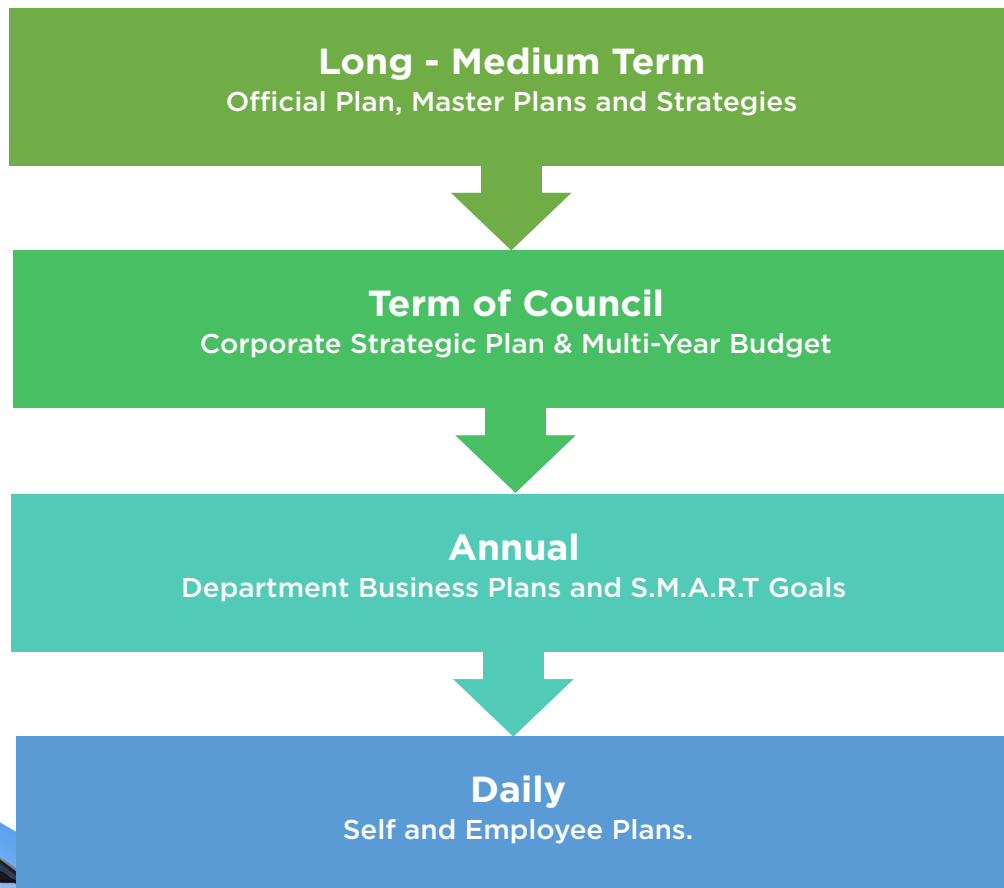 Long - Medium Term
Official Plan, Master Plans and Strategies
Term of Council
Corporate Strategic Plan & Multi-Year Budget
Annual
Department Business Plans and S.M.A.R.T Goals
Daily
Self and Employee Plans.